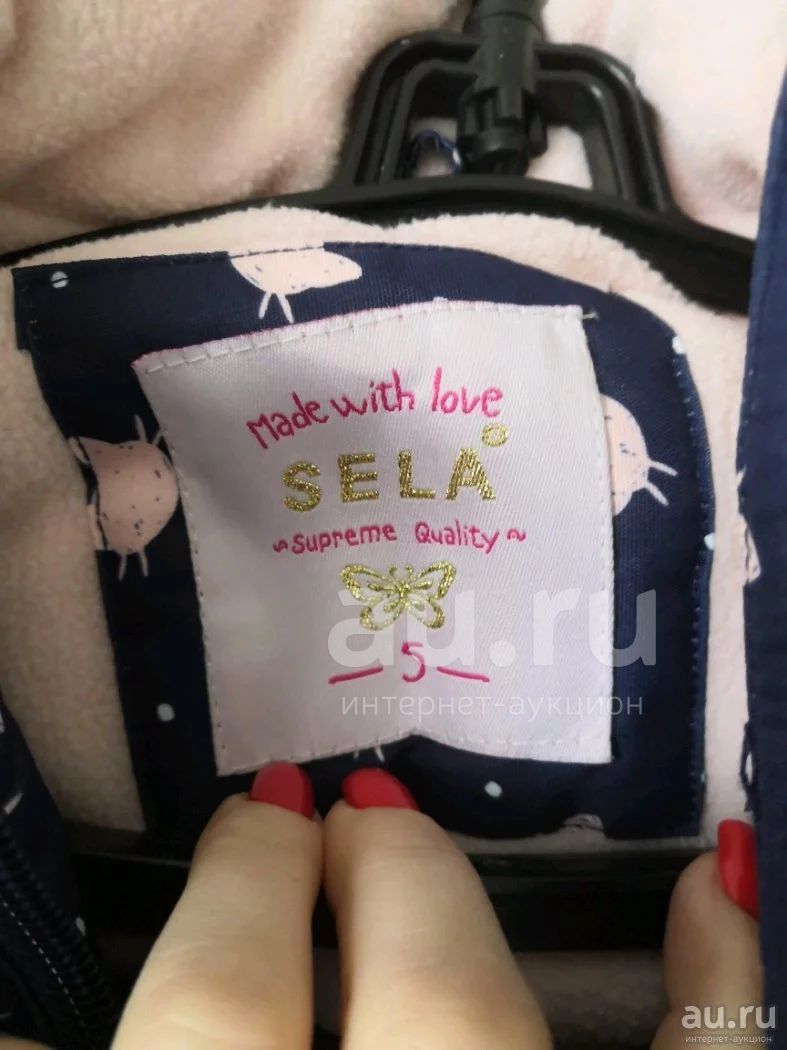 Made with love
SELA
~Supreme Quality~
5
au.ru
интернет-аукцион
au.ru
интернет-аукцион